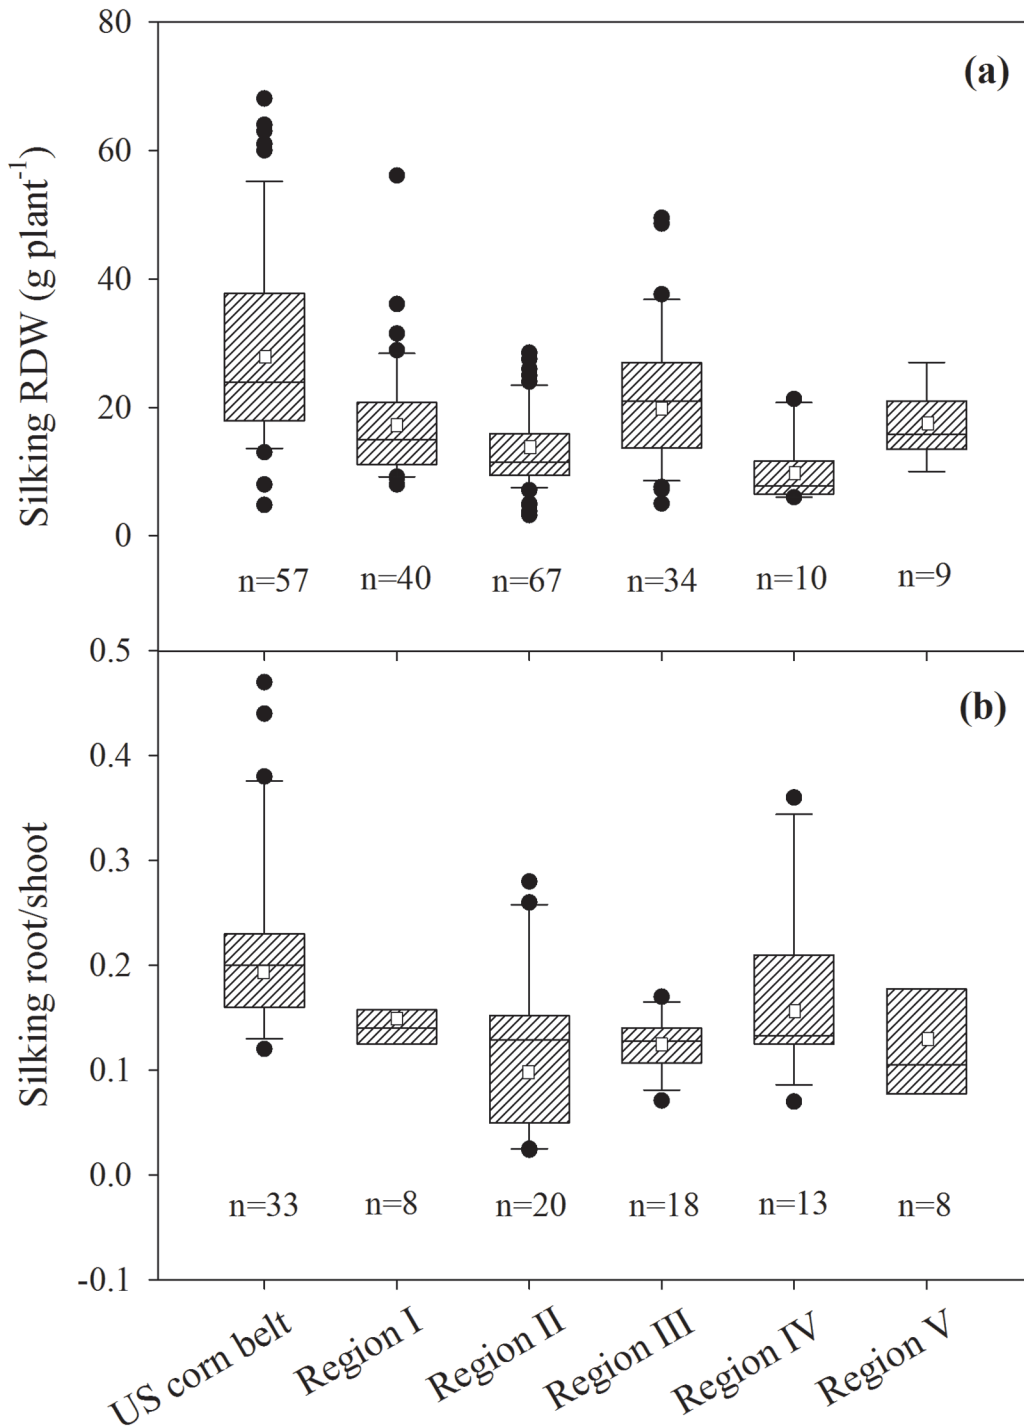 80
(a)
60
40
20
0
Silking RDW (g plant-1)
n=57 n=40 n=67 n=34 n=10 n=9
0.5
(b)
0.4
0.3
0.2
0.1
0.0
Silking root/shoot
n=33 n=8 n=20 n=18 n=13 n=8
-0.1
US corn belt Region I Region II Region III Region IV Region V